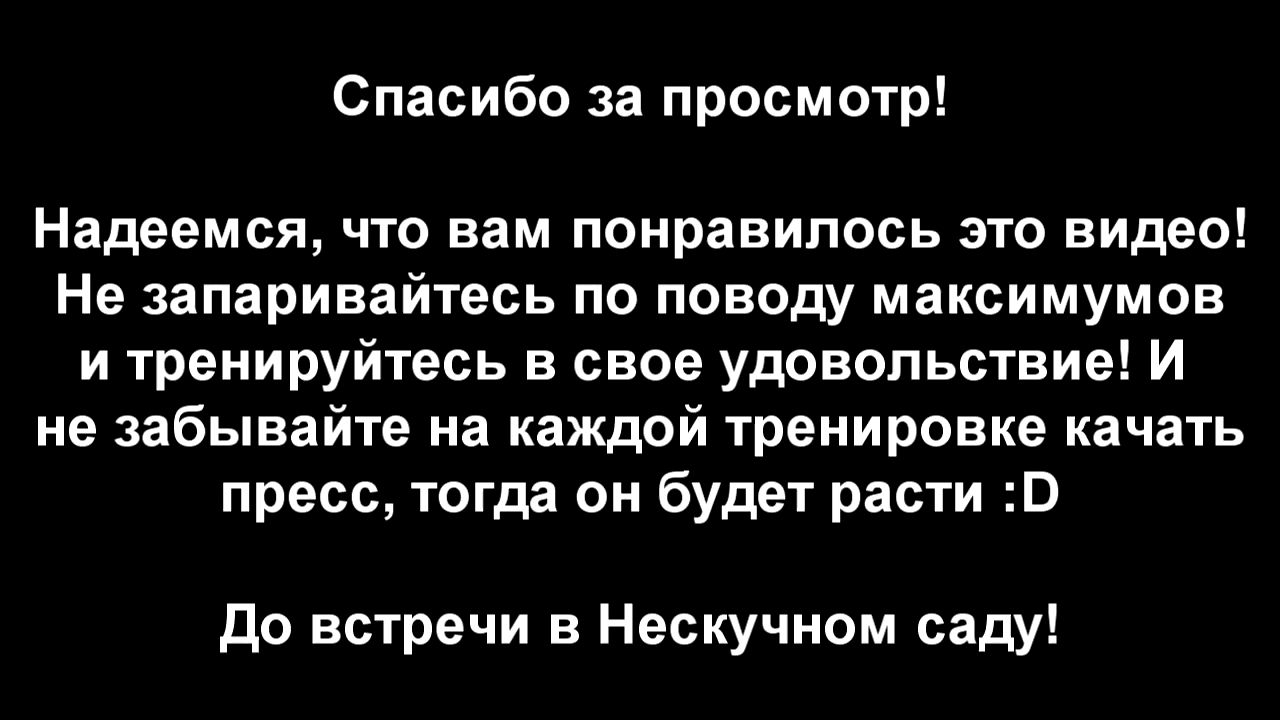 Спасибо за просмотр!
Надеемся, что вам понравилось это видео!
Не запаривайтесь по поводу максимумов
и тренируйтесь в свое удовольствие! И
не забывайте на каждой тренировке качать
пресс, тогда он будет расти :D
До встречи в Нескучном саду!